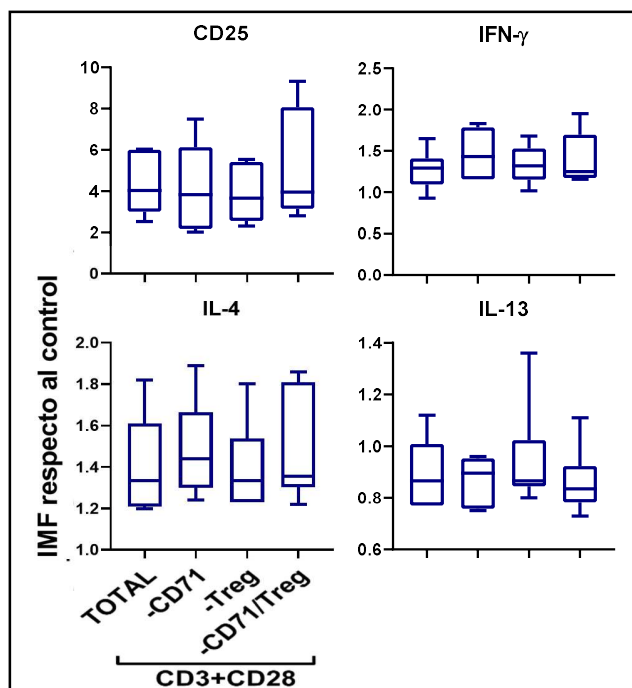 CD25
IFN-γ
10
8
6
4
2
0
2.5
2.0
1.5
1.0
0.5
0.0
IL-4
IL-13
IMF respecto al control
2.0
1.8
1.6
1.4
1.2
1.0
1.4
1.2
1.0
0.8
0.6
TOTAL
-CD71
-Treg
-CD71/Treg
CD3+CD28